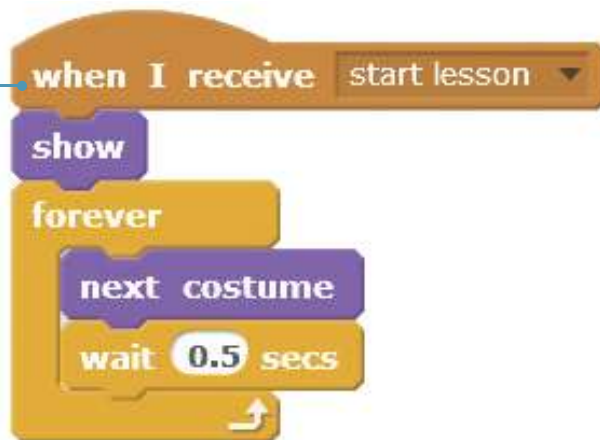 when I receive start lesson
show
forever
next costume
wait 0.5 secs